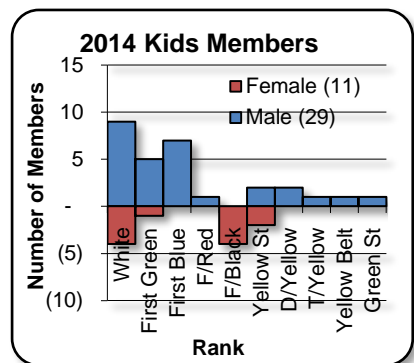 2014 Kids Members
15
10
5
-
(5)
(10)
Number of Members
Female (11)
Male (29)
White
First Green
First Blue
F/Red
F/Black
Yellow St
D/Yellow
T/Yellow
Yellow Belt
Green St
Rank